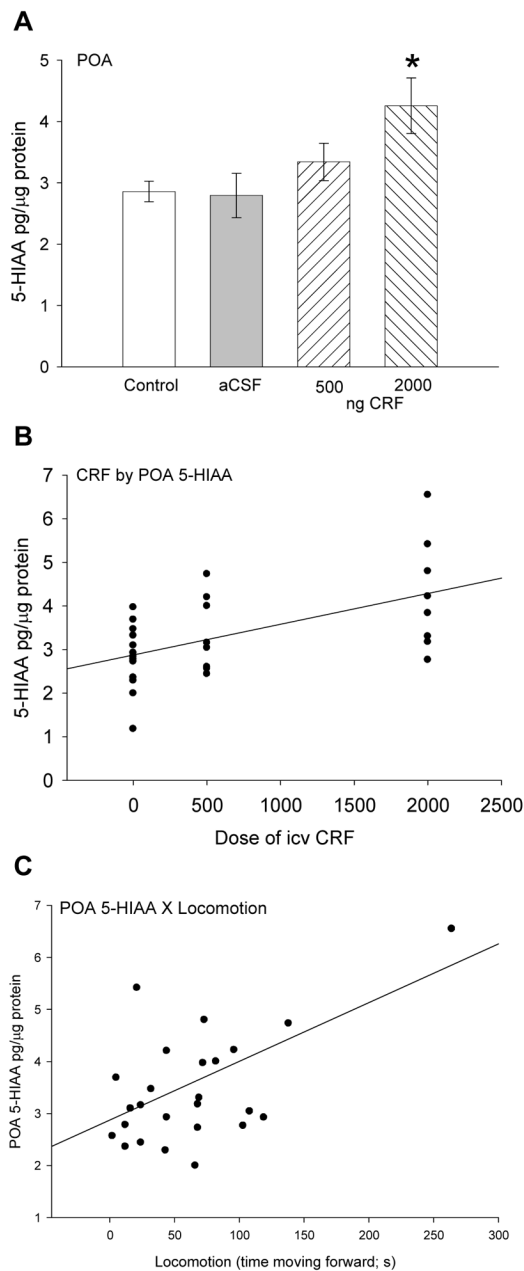 A
POA
5
4
3
2
1
0
5-HIAA pg/µg protein
*
Control aCSF 500 2000
ng CRF
B
CRF by POA 5-HIAA
7
6
5
4
3
2
1
0
5-HIAA pg/µg protein
0 500 1000 1500 2000 2500
Dose of icv CRF
C
POA 5-HIAA X Locomotion
7
6
5
4
3
2
1
POA 5-HIAA pg/µg protein
0 50 100 150 200 250 300
Locomotion (time moving forward; s)